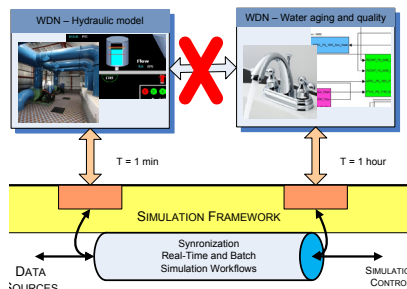 WDN – Hydraulic model
WDN – Water aging and quality
Flow
T = 1 min
T = 1 hour
SIMULATION FRAMEWORK
Synronization
Real-Time and Batch
Simulation Workflows
DATA
SOURCES
SIMULATIO
CONTRO